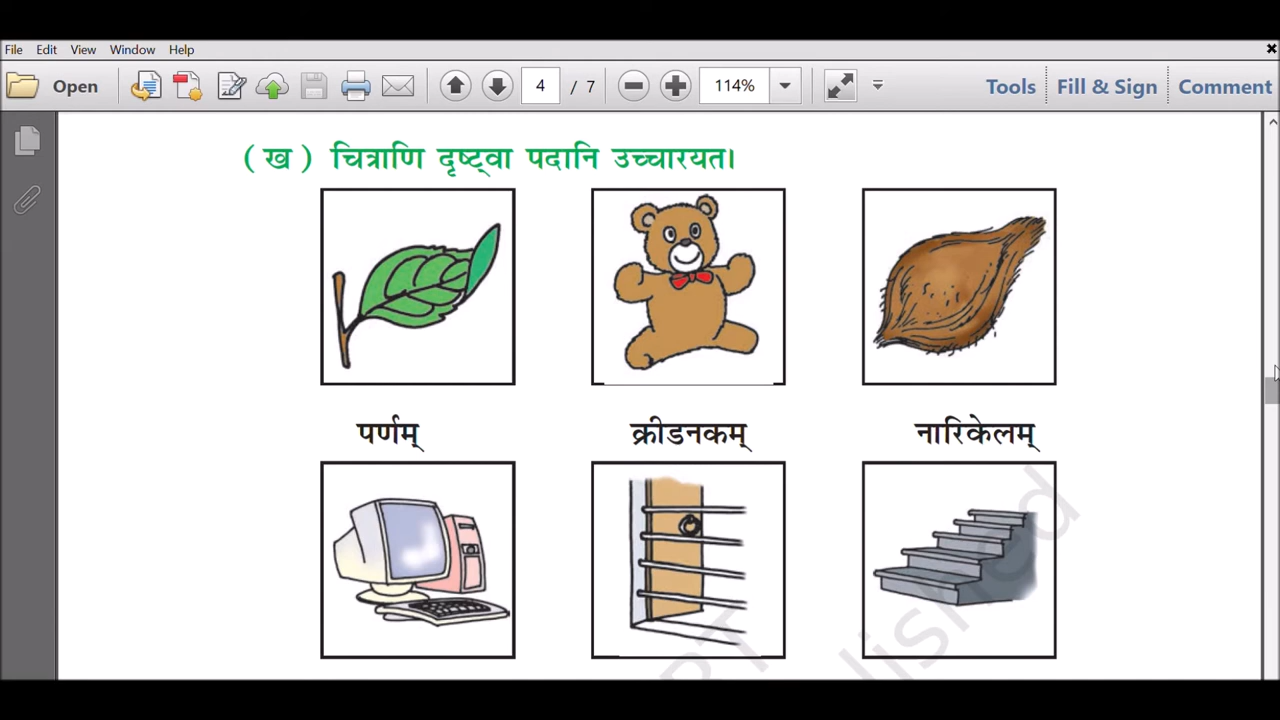 File Edit View Window Help
Open 4 / 7 114% Tools Fill & Sign Comment
( ख ) चित्राणि दृष्ट्वा पदानि उच्चारयत।
पर्णम् क्रीडनकम् नारिकेलम्